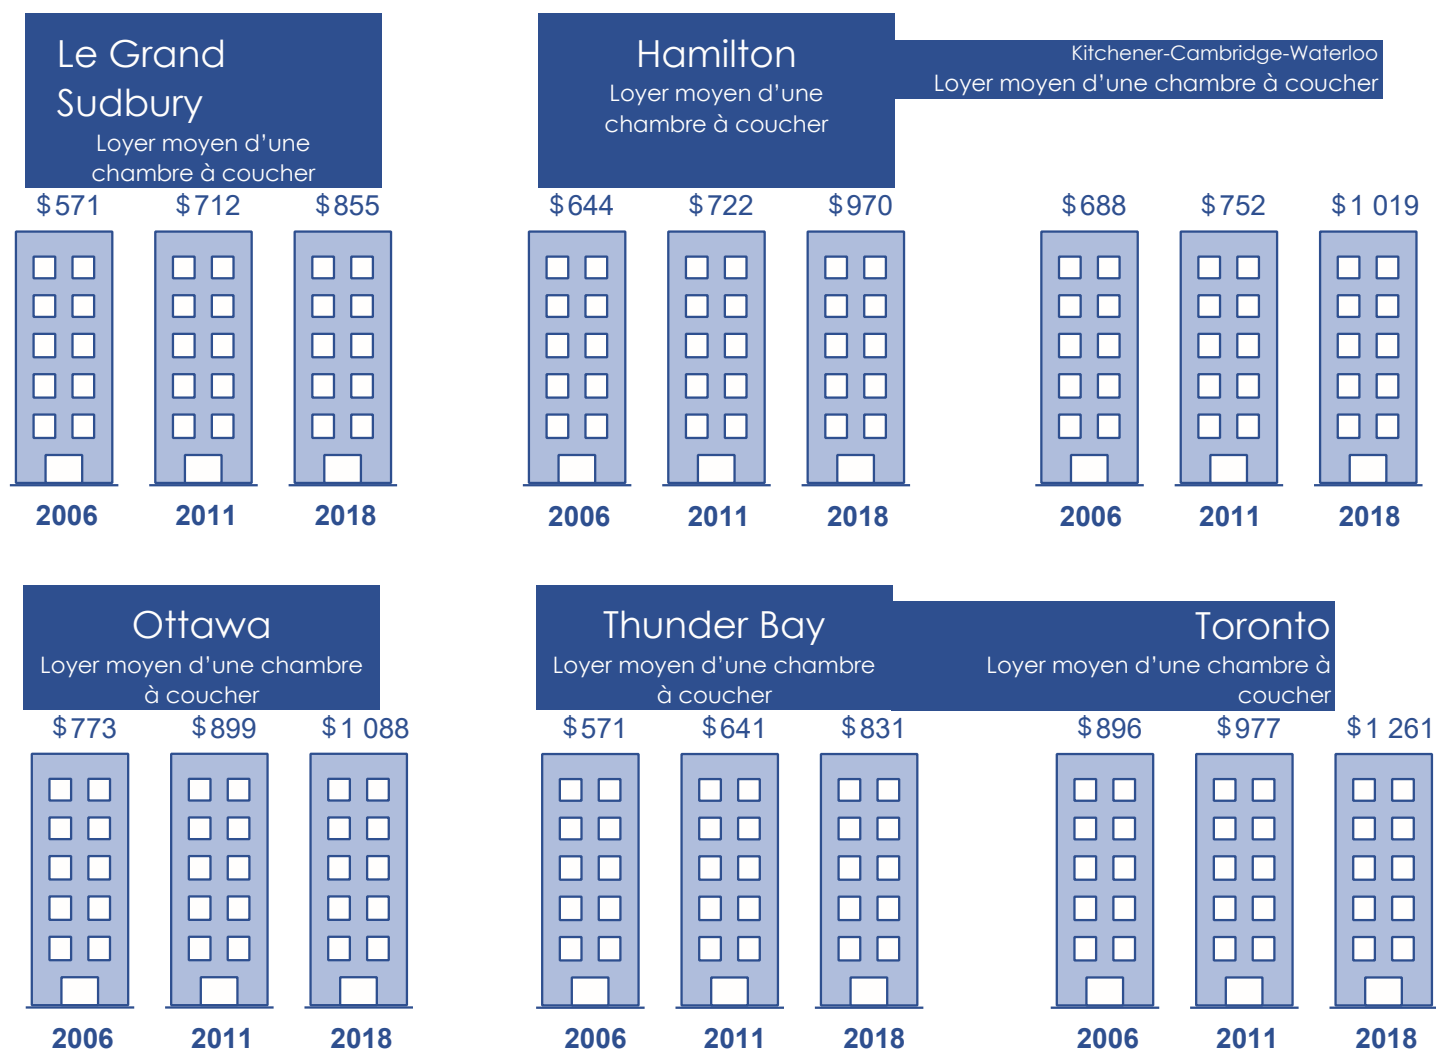 Le Grand
Sudbury
Loyer moyen d’une
chambre à coucher
$571 $712 $855
2006 2011 2018
Hamilton
Loyer moyen d’une
chambre à coucher
$644 $722 $970
2006 2011 2018
Kitchener-Cambridge-Waterloo
Loyer moyen d’une chambre à coucher
$688 $752 $1 019
2006 2011 2018
Ottawa
Loyer moyen d’une chambre
à coucher
$773 $899 $1 088
2006 2011 2018
Thunder Bay
Loyer moyen d’une chambre
à coucher
$571 $641 $831
2006 2011 2018
Toronto
Loyer moyen d’une chambre à
coucher
$896 $977 $1 261
2006 2011 2018